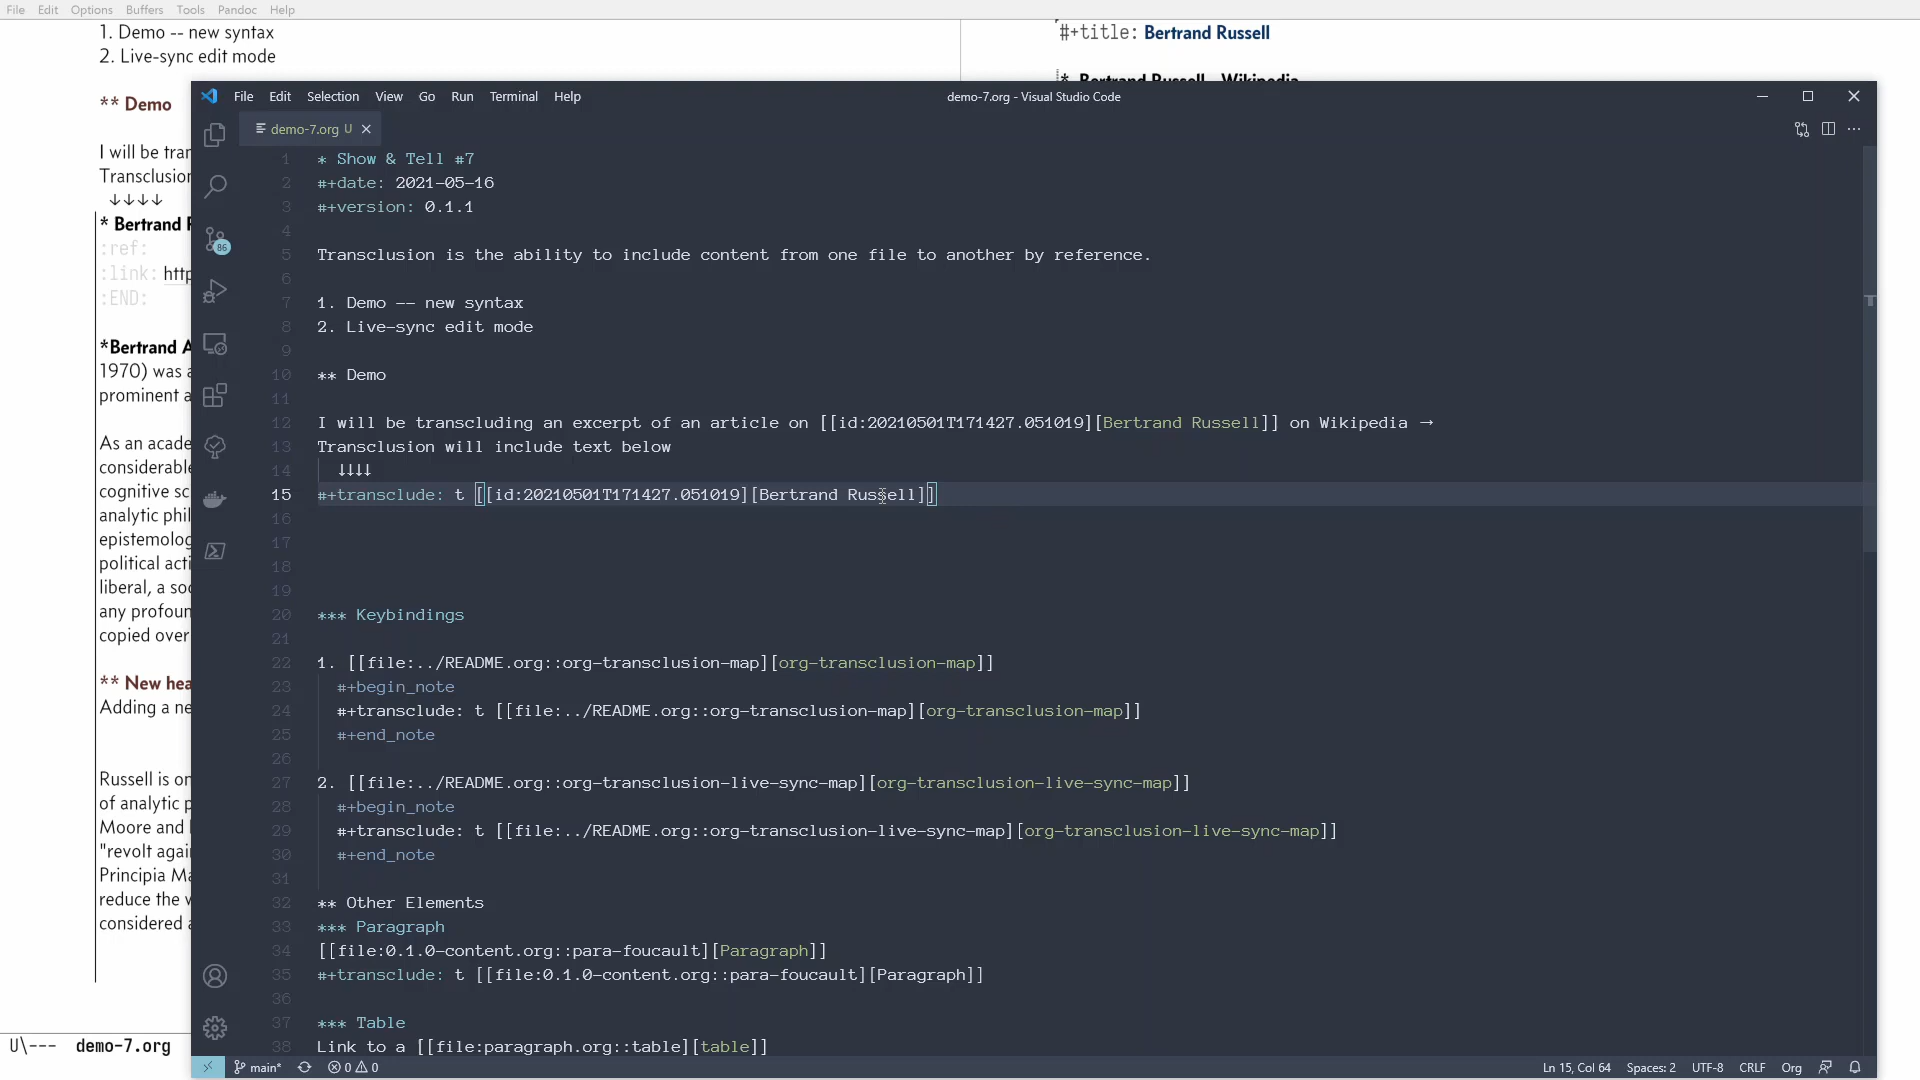 File Edit Options Buffers Tools Pandoc Help
1. Demo -- new syntax
2. Live-sync edit mode
** Demo
I will be
Transclusion
↓↓↓↓
* Bertrand
:ref:
:link: http
:END:
*Bertrand A
1970) was
prominent
As an
considerable
cognitive
analytic
political
liberal, a
any
copied over
** New
Adding a
Russell is
of analytic
Moore and
"revolt
Principia
reduce the
considered
U\--- demo-7.org
#+title: Bertrand Russell
* Bertrand Russell - Wikipedia
File Edit Selection View Go Run Terminal Help
demo-7.org - Visual Studio Code
demo-7.org U
86
1 * Show & Tell #7
2 #+date: 2021-05-16
3 #+version: 0.1.1
4
5 Transclusion is the ability to include content from one file to another by reference.
6
7 1. Demo -- new syntax
8 2. Live-sync edit mode
9
10 ** Demo
11
12 I will be transcluding an excerpt of an article on [[id:20210501T171427.051019][Bertrand Russell]] on Wikipedia →
13 Transclusion will include text below
14 ↓↓↓↓
15 #+transclude: t [[id:20210501T171427.051019][Bertrand Russell]]
16
17
18
19
20 *** Keybindings
21
22 1. [[file:../README.org::org-transclusion-map][org-transclusion-map]]
23 #+begin_note
24 #+transclude: t [[file:../README.org::org-transclusion-map][org-transclusion-map]]
25 #+end_note
26
27 2. [[file:../README.org::org-transclusion-live-sync-map][org-transclusion-live-sync-map]]
28 #+begin_note
29 #+transclude: t [[file:../README.org::org-transclusion-live-sync-map][org-transclusion-live-sync-map]]
30 #+end_note
31
32 ** Other Elements
33 *** Paragraph
34 [[file:0.1.0-content.org::para-foucault][Paragraph]]
35 #+transclude: t [[file:0.1.0-content.org::para-foucault][Paragraph]]
36
37 *** Table
38 Link to a [[file:paragraph.org::table][table]]
main* 0 0 Ln 15, Col 64 Spaces: 2 UTF-8 CRLF Org